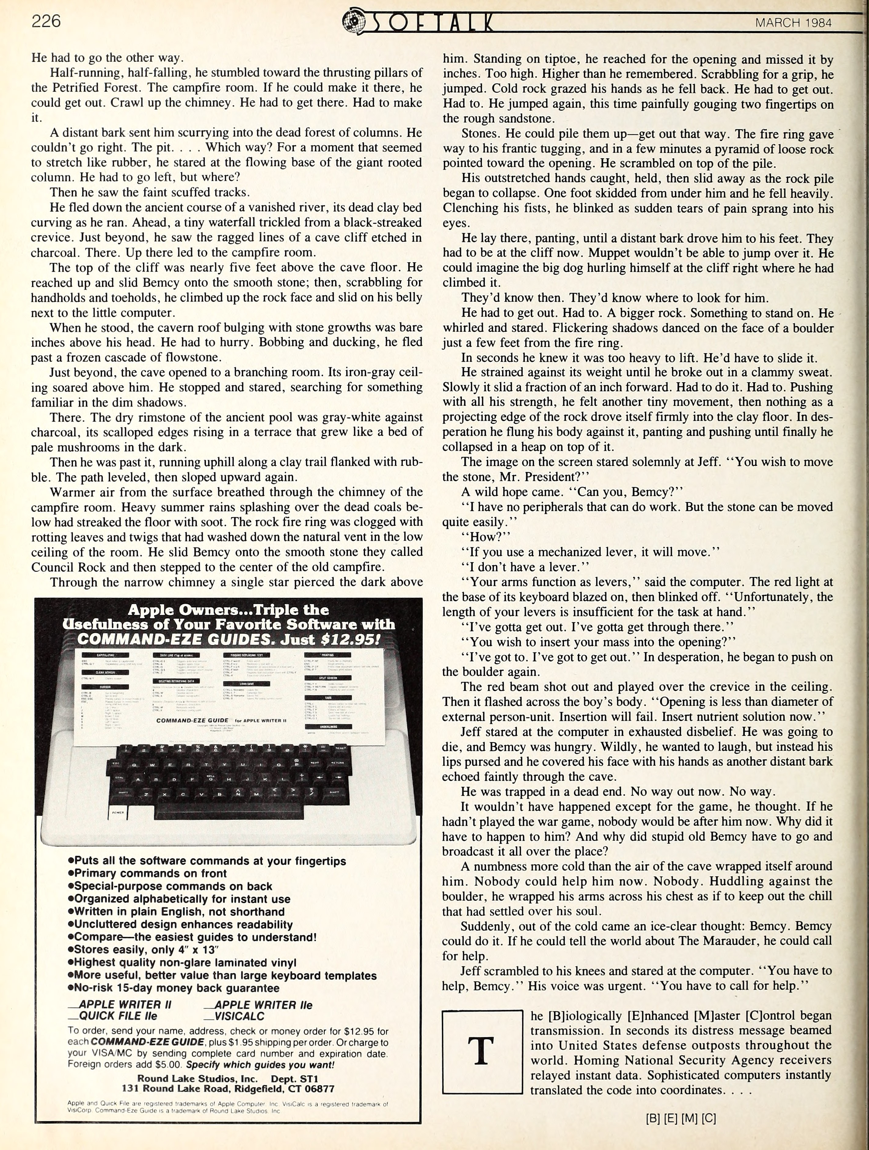 226
SOFTALK
MARCH 1984
He had to go the other way.
Half-running, half-falling, he stumbled toward the thrusting pillars of
the Petrified Forest. The campfire room. If he could make it there, he
could get out. Crawl up the chimney. He had to get there. Had to make
it.
A distant bark sent him scurrying into the dead forest of columns. He
couldn't go right. The pit. . . . Which way? For a moment that seemed
to stretch like rubber, he stared at the flowing base of the giant rooted
column. He had to go left, but where?
Then he saw the faint scuffed tracks.
He fled down the ancient course of a vanished river, its dead clay bed
curving as he ran. Ahead, a tiny waterfall trickled from a black-streaked
crevice. Just beyond, he saw the ragged lines of a cave cliff etched in
charcoal. There. Up there led to the campfire room.
The top of the cliff was nearly five feet above the cave floor. He
reached up and slid Bemcy onto the smooth stone; then, scrabbling for
handholds and toeholds, he climbed up the rock face and slid on his belly
next to the little computer.
When he stood, the cavern roof bulging with stone growths was bare
inches above his head. He had to hurry. Bobbing and ducking, he fled
past a frozen cascade of flowstone.
Just beyond, the cave opened to a branching room. Its iron-gray ceil-
ing soared above him. He stopped and stared, searching for something
familiar in the dim shadows.
There. The dry rimstone of the ancient pool was gray-white against
charcoal, its scalloped edges rising in a terrace that grew like a bed of
pale mushrooms in the dark.
Then he was past it, running uphill along a clay trail flanked with rub-
ble. The path leveled, then sloped upward again.
Warmer air from the surface breathed through the chimney of the
campfire room. Heavy summer rains splashing over the dead coals be-
low had streaked the floor with soot. The rock fire ring was clogged with
rotting leaves and twigs that had washed down the natural vent in the low
ceiling of the room. He slid Bemcy onto the smooth stone they called
Council Rock and then stepped to the center of the old campfire.
Through the narrow chimney a single star pierced the dark above
him. Standing on tiptoe, he reached for the opening and missed it by
inches. Too high. Higher than he remembered. Scrabbling for a grip, he
jumped. Cold rock grazed his hands as he fell back. He had to get out.
Had to. He jumped again, this time painfully gouging two fingertips on
the rough sandstone.
Stones. He could pile them up—get out that way. The fire ring gave
way to his frantic tugging, and in a few minutes a pyramid of loose rock
pointed toward the opening. He scrambled on top of the pile.
His outstretched hands caught, held, then slid away as the rock pile
began to collapse. One foot skidded from under him and he fell heavily.
Clenching his fists, he blinked as sudden tears of pain sprang into his
eyes.
He lay there, panting, until a distant bark drove him to his feet. They
had to be at the cliff now. Muppet wouldn't be able to jump over it. He
could imagine the big dog hurling himself at the cliff right where he had
climbed it.
They'd know then. They'd know where to look for him.
He had to get out. Had to. A bigger rock. Something to stand on. He
whirled and stared. Flickering shadows danced on the face of a boulder
just a few feet from the fire ring.
In seconds he knew it was too heavy to lift. He'd have to slide it.
He strained against its weight until he broke out in a clammy sweat.
Slowly it slid a fraction of an inch forward. Had to do it. Had to. Pushing
with all his strength, he felt another tiny movement, then nothing as a
projecting edge of the rock drove itself firmly into the clay floor. In des-
peration he flung his body against it, panting and pushing until finally he
collapsed in a heap on top of it.
The image on the screen stared solemnly at Jeff. "You wish to move
the stone, Mr. President?"
A wild hope came. "Can you, Bemcy?"
"I have no peripherals that can do work. But the stone can be moved
quite easily."
"How?"
"If you use a mechanized lever, it will move."
"I don't have a lever."
"Your arms function as levers," said the computer. The red light at
the base of its keyboard blazed on, then blinked off. "Unfortunately, the
length of your levers is insufficient for the task at hand."
"I've gotta get out. I've gotta get through there."
"You wish to insert your mass into the opening?"
"I've got to. I've got to get out." In desperation, he began to push on
the boulder again.
The red beam shot out and played over the crevice in the ceiling.
Then it flashed across the boy's body. "Opening is less than diameter of
external person-unit. Insertion will fail. Insert nutrient solution now."
Jeff stared at the computer in exhausted disbelief. He was going to
die, and Bemcy was hungry. Wildly, he wanted to laugh, but instead his
lips pursed and he covered his face with his hands as another distant bark
echoed faintly through the cave.
He was trapped in a dead end. No way out now. No way.
It wouldn't have happened except for the game, he thought. If he
hadn't played the war game, nobody would be after him now. Why did it
have to happen to him? And why did stupid old Bemcy have to go and
broadcast it all over the place?
A numbness more cold than the air of the cave wrapped itself around
him. Nobody could help him now. Nobody. Huddling against the
boulder, he wrapped his arms across his chest as if to keep out the chill
that had settled over his soul.
Suddenly, out of the cold came an ice-clear thought: Bemcy. Bemcy
could do it. If he could tell the world about The Marauder, he could call
for help.
Jeff scrambled to his knees and stared at the computer. "You have to
help, Bemcy." His voice was urgent. "You have to call for help."
The [B]iologically [E]nhanced [M]aster [C]ontrol began
transmission. In seconds its distress message beamed
into United States defense outposts throughout the
world. Homing National Security Agency receivers
relayed instant data. Sophisticated computers instantly
translated the code into coordinates. . . .
[B] [E] [M] [C]
Apple Owners...Triple the
Usefulness of Your Favorite Software with
COMMAND-EZE GUIDES. Just $12.95!
COMMAND-EZE GUIDE for APPLE WRITER II
●Puts all the software commands at your fingertips
●Primary commands on front
●Special-purpose commands on back
●Organized alphabetically for instant use
●Written in plain English, not shorthand
●Uncluttered design enhances readability
●Compare—the easiest guides to understand!
●Stores easily, only 4" x 13"
●Highest quality non-glare laminated vinyl
●More useful, better value than large keyboard templates
●No-risk 15-day money back guarantee
__APPLE WRITER II __APPLE WRITER IIe
__QUICK FILE IIe __VISICALC
To order, send your name, address, check or money order for $12.95 for
each COMMAND-EZE GUIDE, plus $1.95 shipping per order. Or charge to
your VISA/MC by sending complete card number and expiration date.
Foreign orders add $5.00. Specify which guides you want!
Round Lake Studios, Inc. Dept. ST1
131 Round Lake Road, Ridgefield, CT 06877
Apple and Quick File are registered trademarks of Apple Computer, Inc. VisiCalc is a registered trademark of
VisiCorp. Command-Eze Guide is a trademark of Round Lake Studios, Inc.